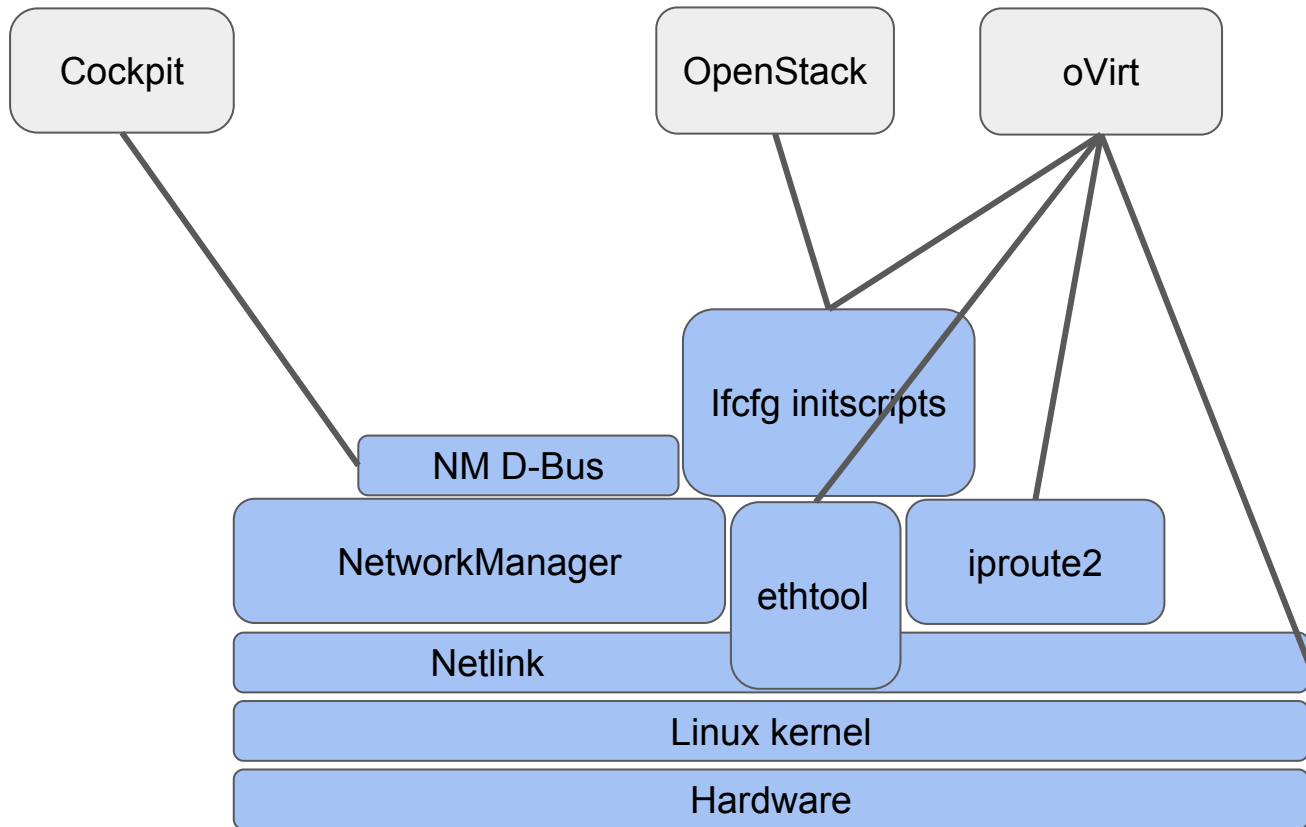 Cockpit
OpenStack
oVirt
Ifcfg initscripts
NM D-Bus
NetworkManager
ethtool
iproute2
Netlink
Linux kernel
Hardware